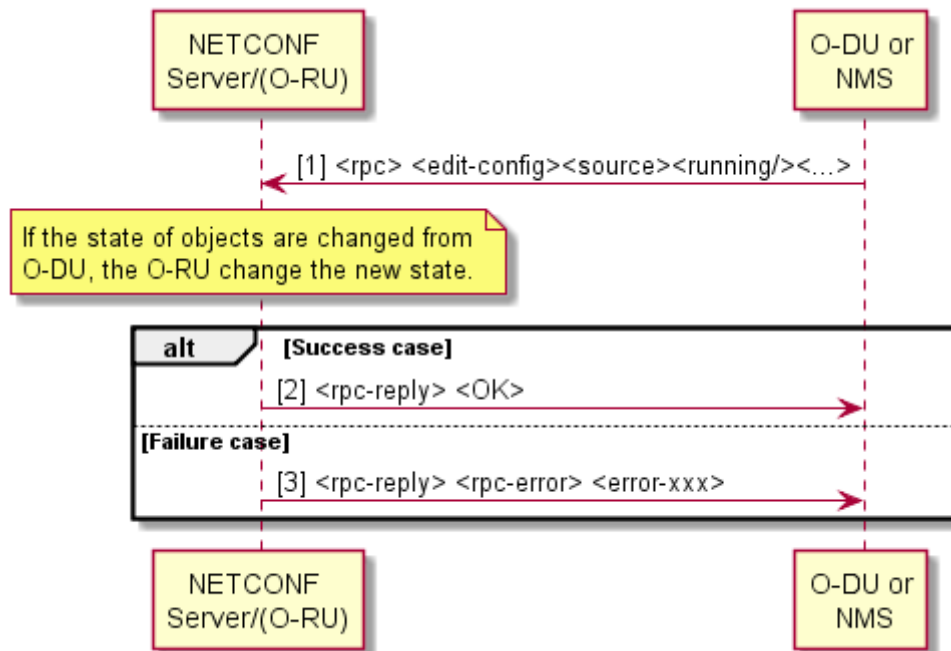 NETCONF
Server/(O-RU)
O-DU or
NMS
[1] <rpc> <edit-config><source><running/><...>
If the state of objects are changed from
O-DU, the O-RU change the new state.
alt
[Success case]
[2] <rpc-reply> <OK>
[Failure case]
[3] <rpc-reply> <rpc-error> <error-xxx>
NETCONF
Server/(O-RU)
O-DU or
NMS